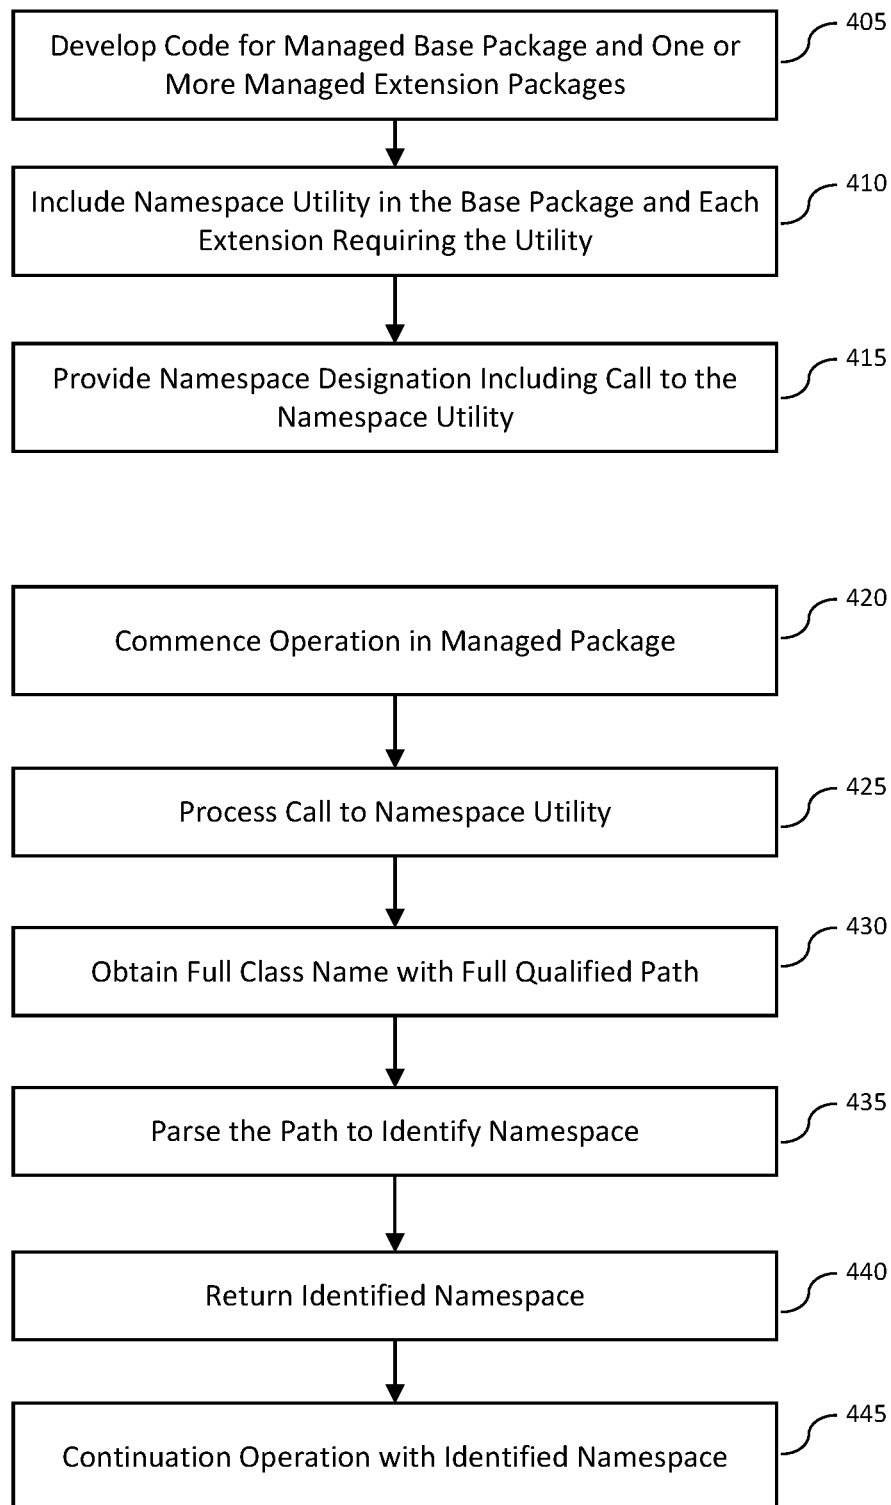 Develop Code for Managed Base Package and One or
More Managed Extension Packages
405
Include Namespace Utility in the Base Package and Each
Extension Requiring the Utility
410
Provide Namespace Designation Including Call to the
Namespace Utility
415
Commence Operation in Managed Package
420
Process Call to Namespace Utility
425
Obtain Full Class Name with Full Qualified Path
430
Parse the Path to Identify Namespace
435
Return Identified Namespace
440
Continuation Operation with Identified Namespace
445